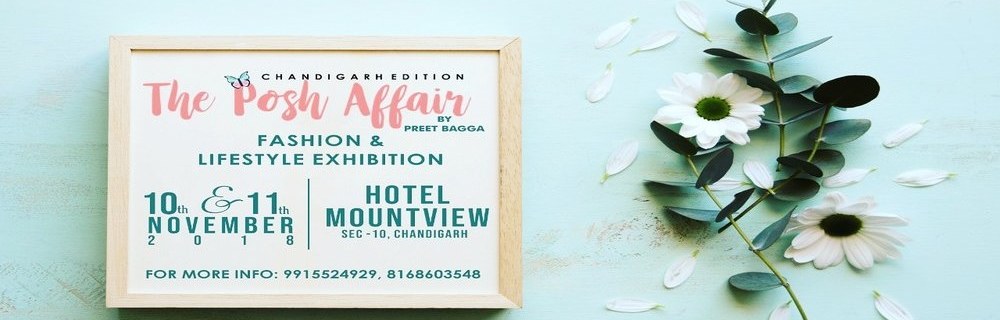 CHANDIGARH EDITION
The Posh Affair
BY
PREET BAGGA
FASHION &
LIFESTYLE EXHIBITION
10th & 11th
NOVEMBER
2018
HOTEL
MOUNTVIEW
SEC -10, CHANDIGARH
FOR MORE INFO: 9915524929, 8168603548